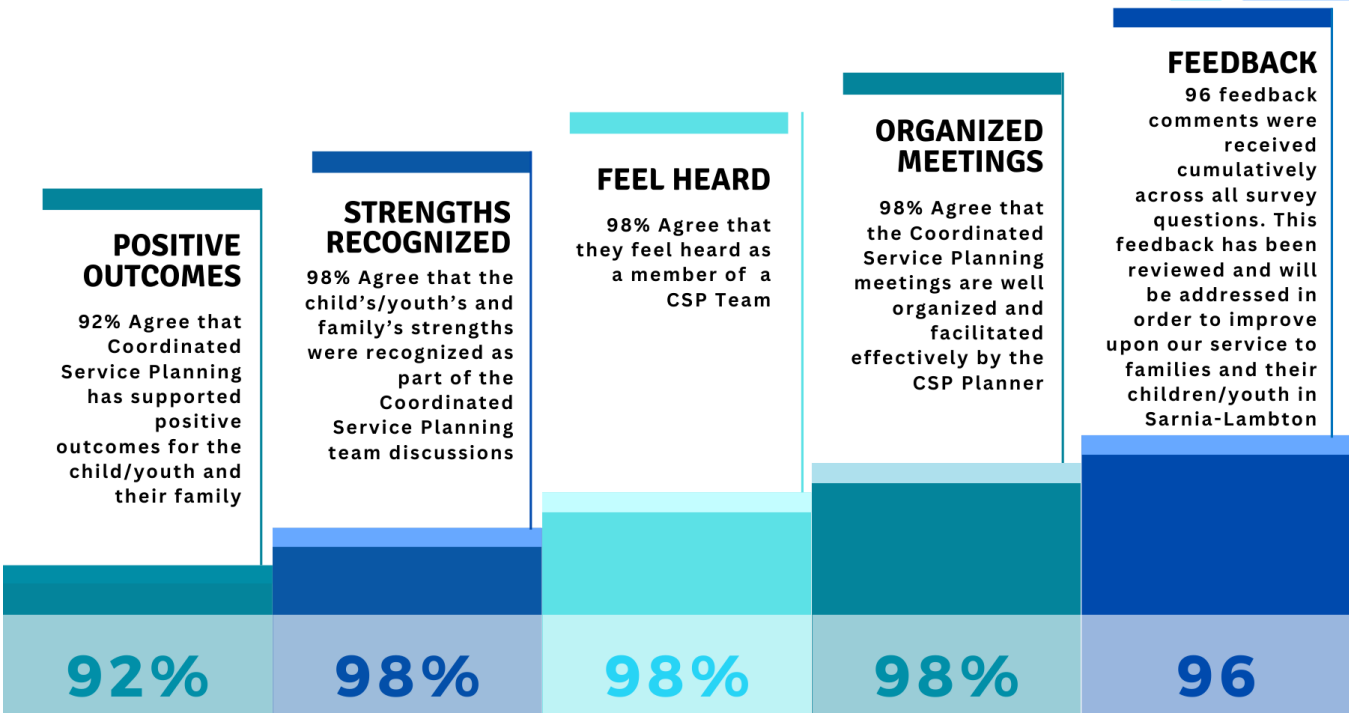 POSITIVE
OUTCOMES
92% Agree that
Coordinated
Service Planning
has supported
positive
outcomes for the
child/youth and
their family
92%
STRENGTHS
RECOGNIZED
98% Agree that the
child's/youth's and
family's strengths
were recognized as
part of the
Coordinated
Service Planning
team discussions
98%
FEEL HEARD
98% Agree that
they feel heard as
a member of a
CSP Team
98%
ORGANIZED
MEETINGS
98% Agree that
the Coordinated
Service Planning
meetings are well
organized and
facilitated
effectively by the
CSP Planner
98%
FEEDBACK
96 feedback
comments were
received
cumulatively
across all survey
questions. This
feedback has been
reviewed and will
be addressed in
order to improve
upon our service to
families and their
children/youth in
Sarnia-Lambton
96